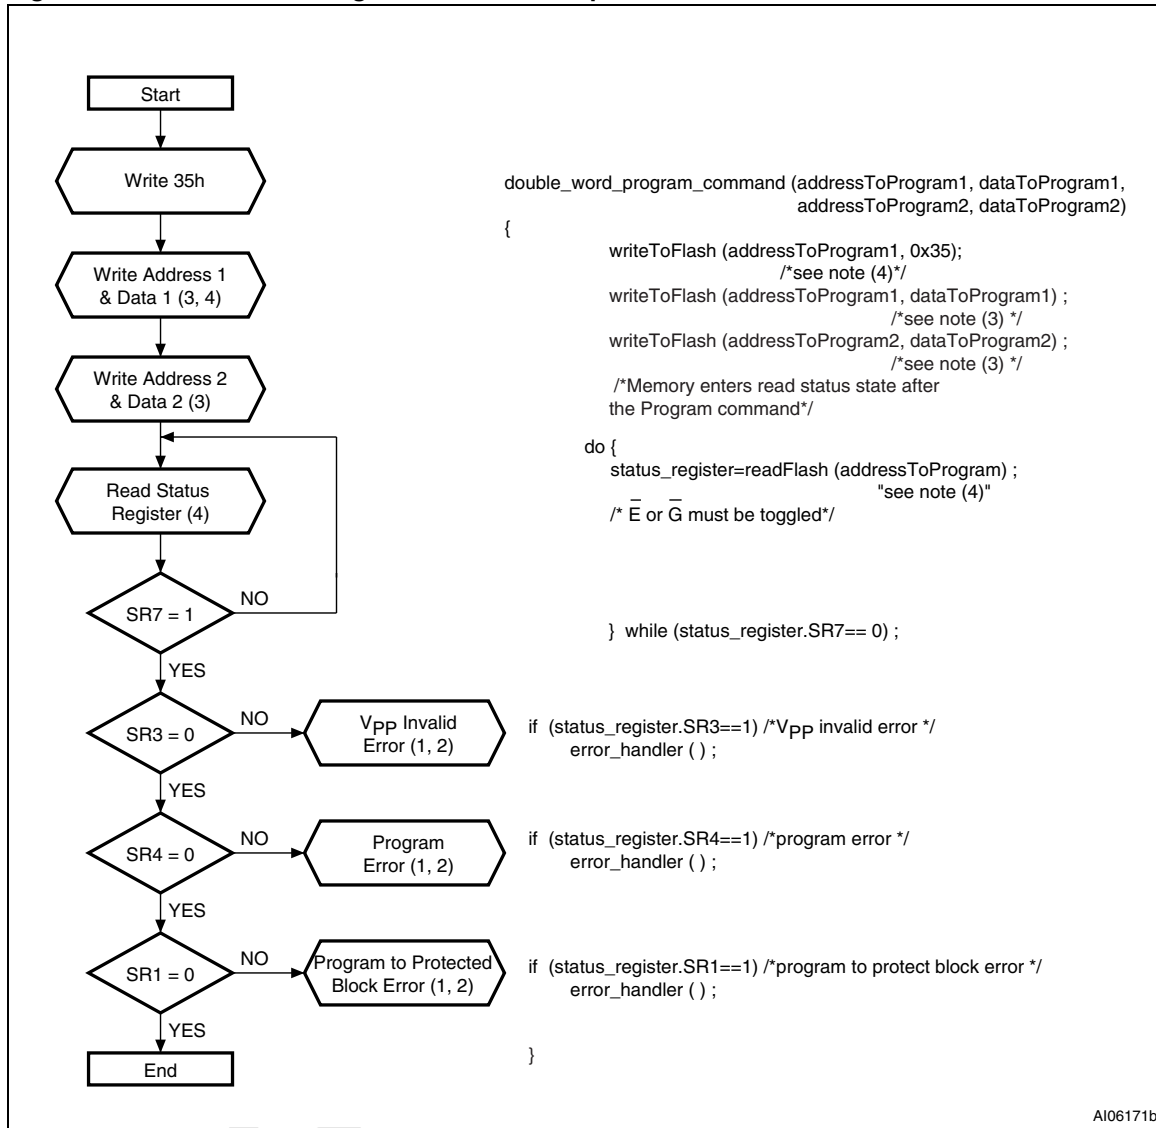 Start
Write 35h
Write Address 1
& Data 1 (3, 4)
Write Address 2
& Data 2 (3)
Read Status
Register (4)
SR7 = 1
NO
YES
SR3 = 0
NO
VPP Invalid
Error (1, 2)
YES
SR4 = 0
NO
Program
Error (1, 2)
YES
SR1 = 0
NO
Program to Protected
Block Error (1, 2)
YES
End
double_word_program_command (addressToProgram1, dataToProgram1,
addressToProgram2, dataToProgram2)
{
writeToFlash (addressToProgram1, 0x35);
/*see note (4)*/
writeToFlash (addressToProgram1, dataToProgram1) ;
/*see note (3) */
writeToFlash (addressToProgram2, dataToProgram2) ;
/*see note (3) */
/*Memory enters read status state after
the Program command*/
do {
status_register=readFlash (addressToProgram) ;
"see note (4)"
/* E̅ or G̅ must be toggled*/
} while (status_register.SR7== 0) ;
if (status_register.SR3==1) /*VPP invalid error */
error_handler ( ) ;
if (status_register.SR4==1) /*program error */
error_handler ( ) ;
if (status_register.SR1==1) /*program to protect block error */
error_handler ( ) ;
}
AI06171b